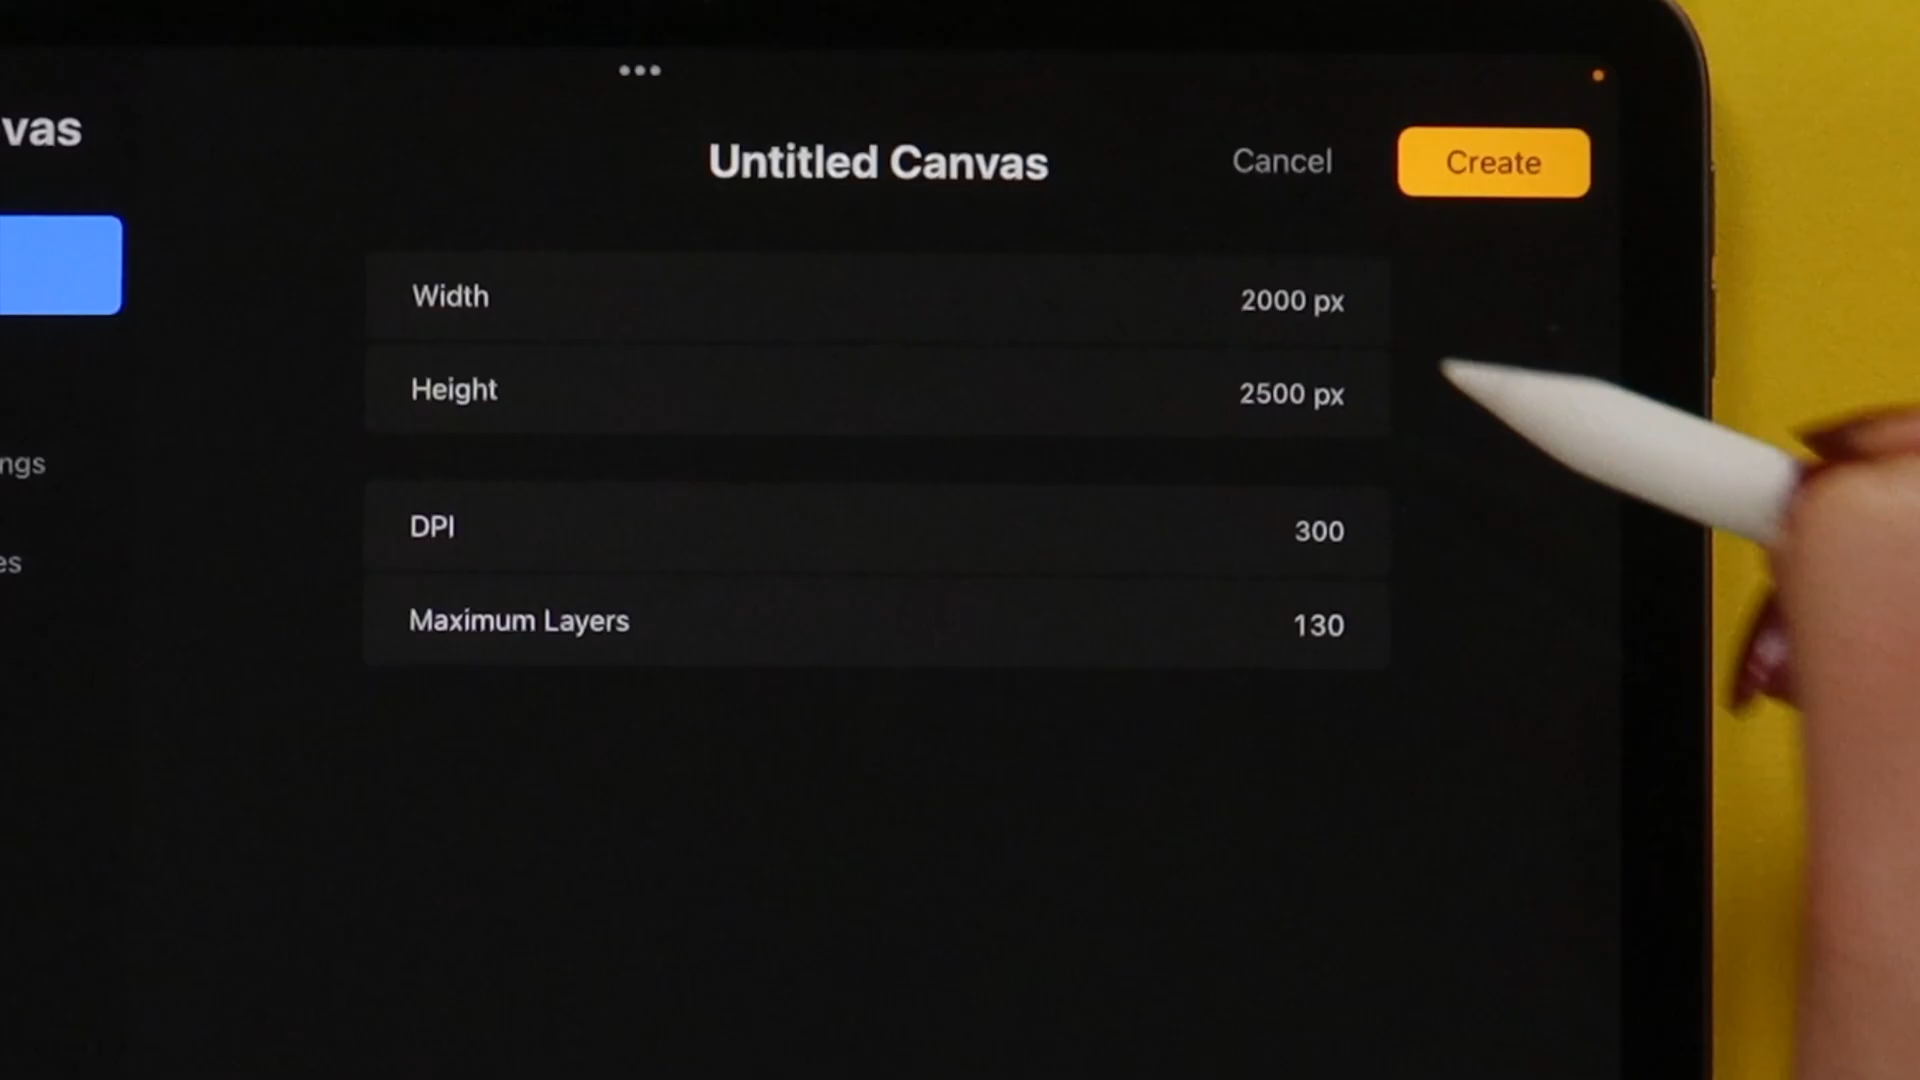 vas
Untitled Canvas
Cancel
Create
Width
2000 px
Height
2500 px
ngs
DPI
300
es
Maximum Layers
130